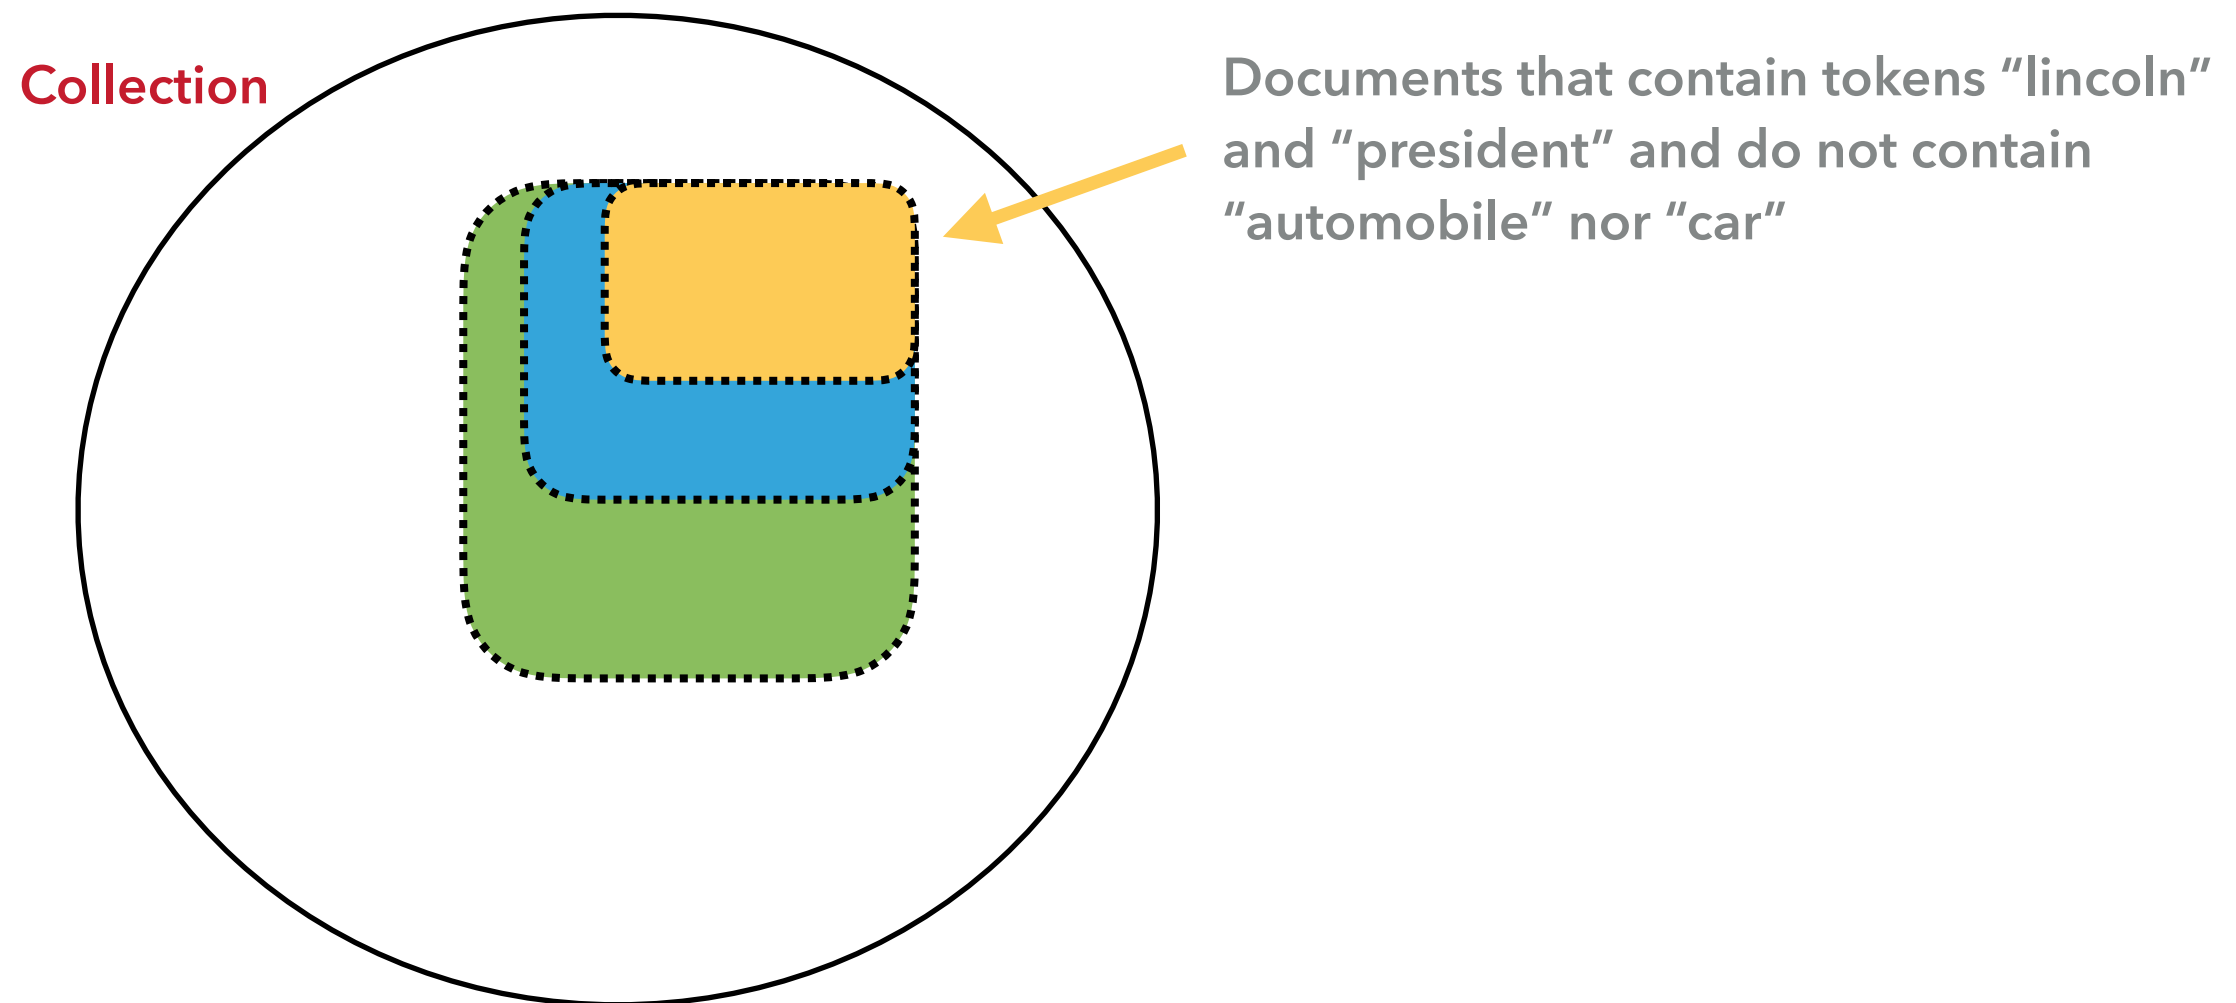 Collection
Documents that contain tokens “lincoln”
and “president” and do not contain
“automobile” nor “car”